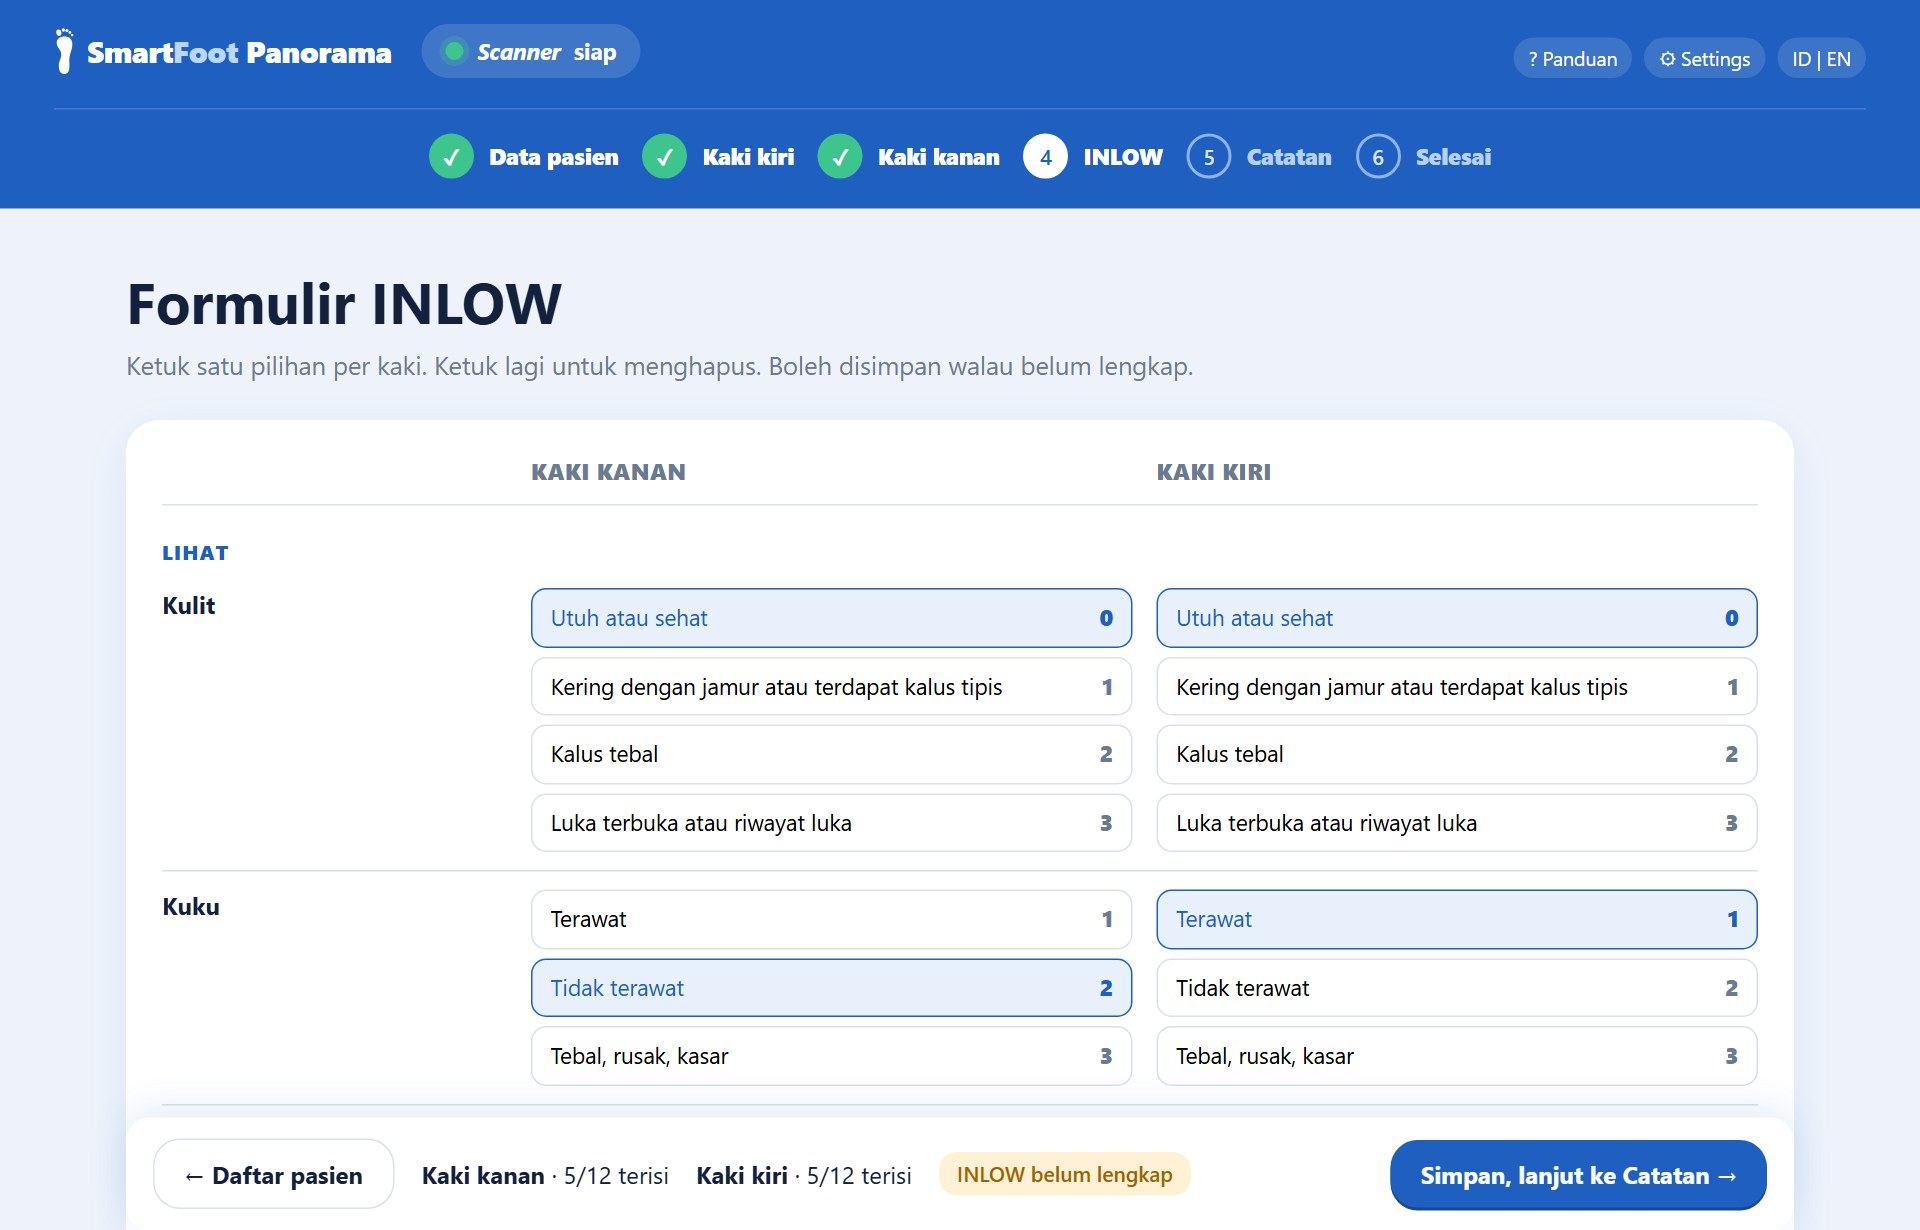 SmartFoot Panorama
Scanner siap
? Panduan
⚙ Settings
ID | EN
✓ Data pasien
✓ Kaki kiri
✓ Kaki kanan
4 INLOW
5 Catatan
6 Selesai
Formulir INLOW
Ketuk satu pilihan per kaki. Ketuk lagi untuk menghapus. Boleh disimpan walau belum lengkap.
KAKI KANAN
KAKI KIRI
LIHAT
Kulit
Utuh atau sehat 0
Utuh atau sehat 0
Kering dengan jamur atau terdapat kalus tipis 1
Kering dengan jamur atau terdapat kalus tipis 1
Kalus tebal 2
Kalus tebal 2
Luka terbuka atau riwayat luka 3
Luka terbuka atau riwayat luka 3
Kuku
Terawat 1
Terawat 1
Tidak terawat 2
Tidak terawat 2
Tebal, rusak, kasar 3
Tebal, rusak, kasar 3
← Daftar pasien
Kaki kanan · 5/12 terisi
Kaki kiri · 5/12 terisi
INLOW belum lengkap
Simpan, lanjut ke Catatan →